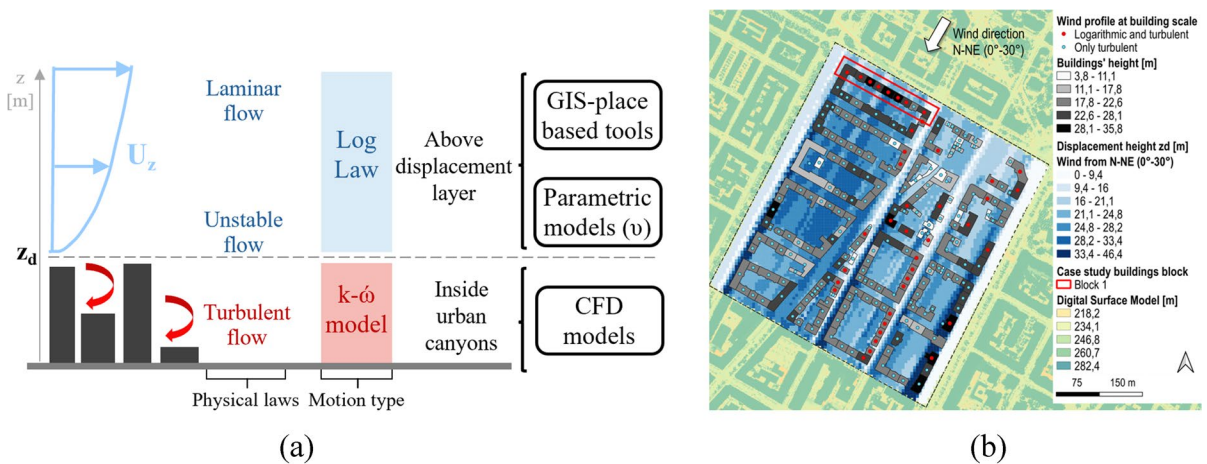 z
[m]
U_z
z_d
Laminar
flow
Unstable
flow
Turbulent
flow
Log
Law
k-ώ
model
Above
displacement
layer
Inside
urban
canyons
GIS-place
based tools
Parametric
models (υ)
CFD
models
Physical laws
Motion type
(a)
Wind direction
N-NE (0°-30°)
Wind profile at building scale
Logarithmic and turbulent
Only turbulent
Buildings' height [m]
3,8 - 11,1
11,1 - 17,8
17,8 - 22,6
22,6 - 28,1
28,1 - 35,8
Displacement height zd [m]
Wind from N-NE (0°-30°)
0 - 9,4
9,4 - 16
16 - 21,1
21,1 - 24,8
24,8 - 28,2
28,2 - 33,4
33,4 - 46,4
Case study buildings block
Block 1
Digital Surface Model [m]
218,2
234,1
246,8
260,7
282,4
75 150 m
(b)